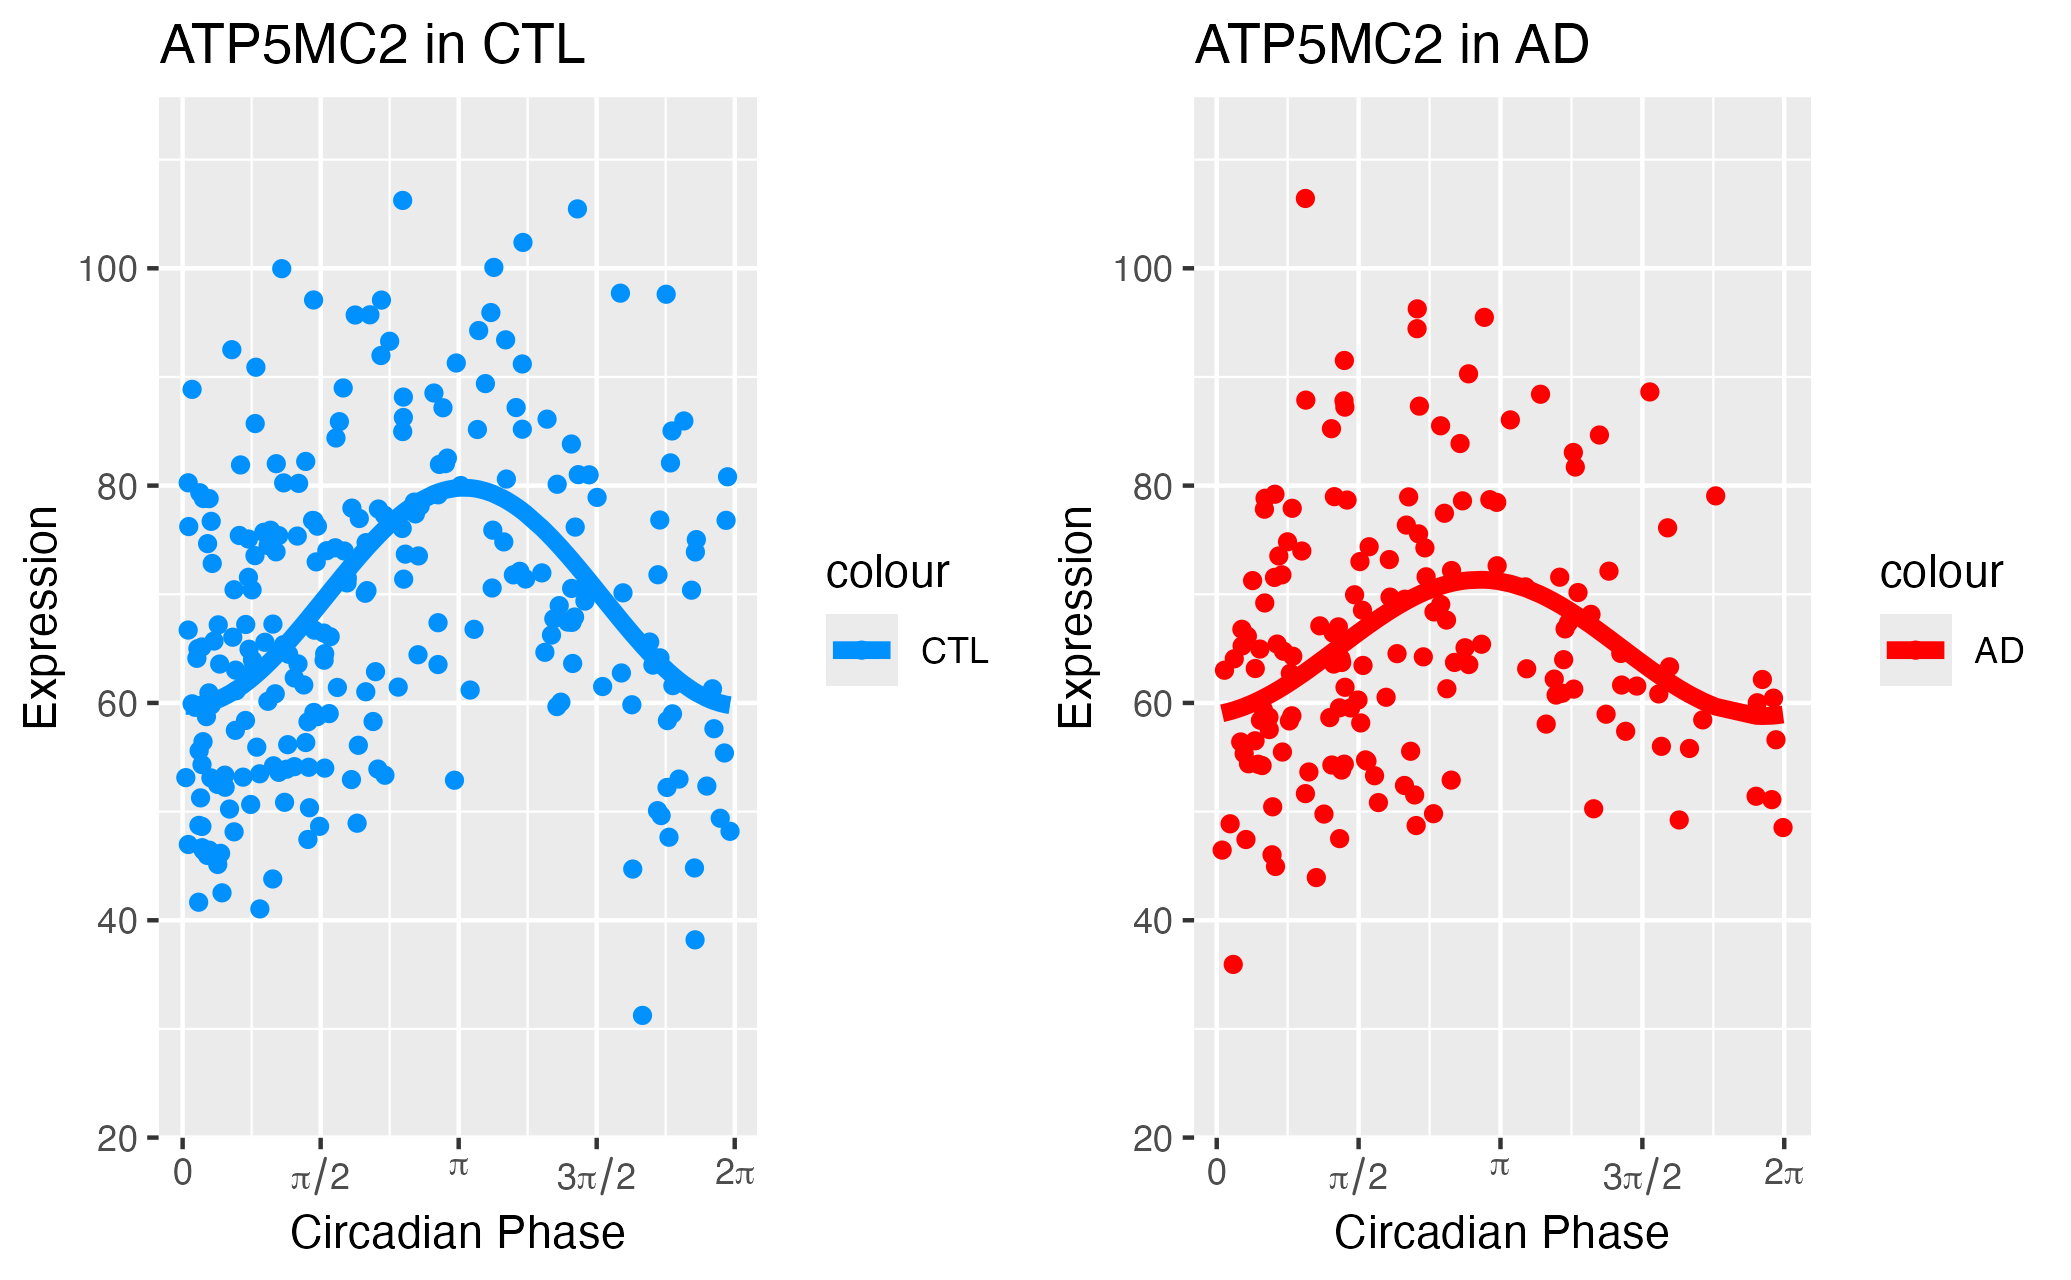 ATP5MC2 in CTL
Expression
100
80
60
40
20
0 π/2 π 3π/2 2π
Circadian Phase
colour
CTL
ATP5MC2 in AD
Expression
100
80
60
40
20
0 π/2 π 3π/2 2π
Circadian Phase
colour
AD